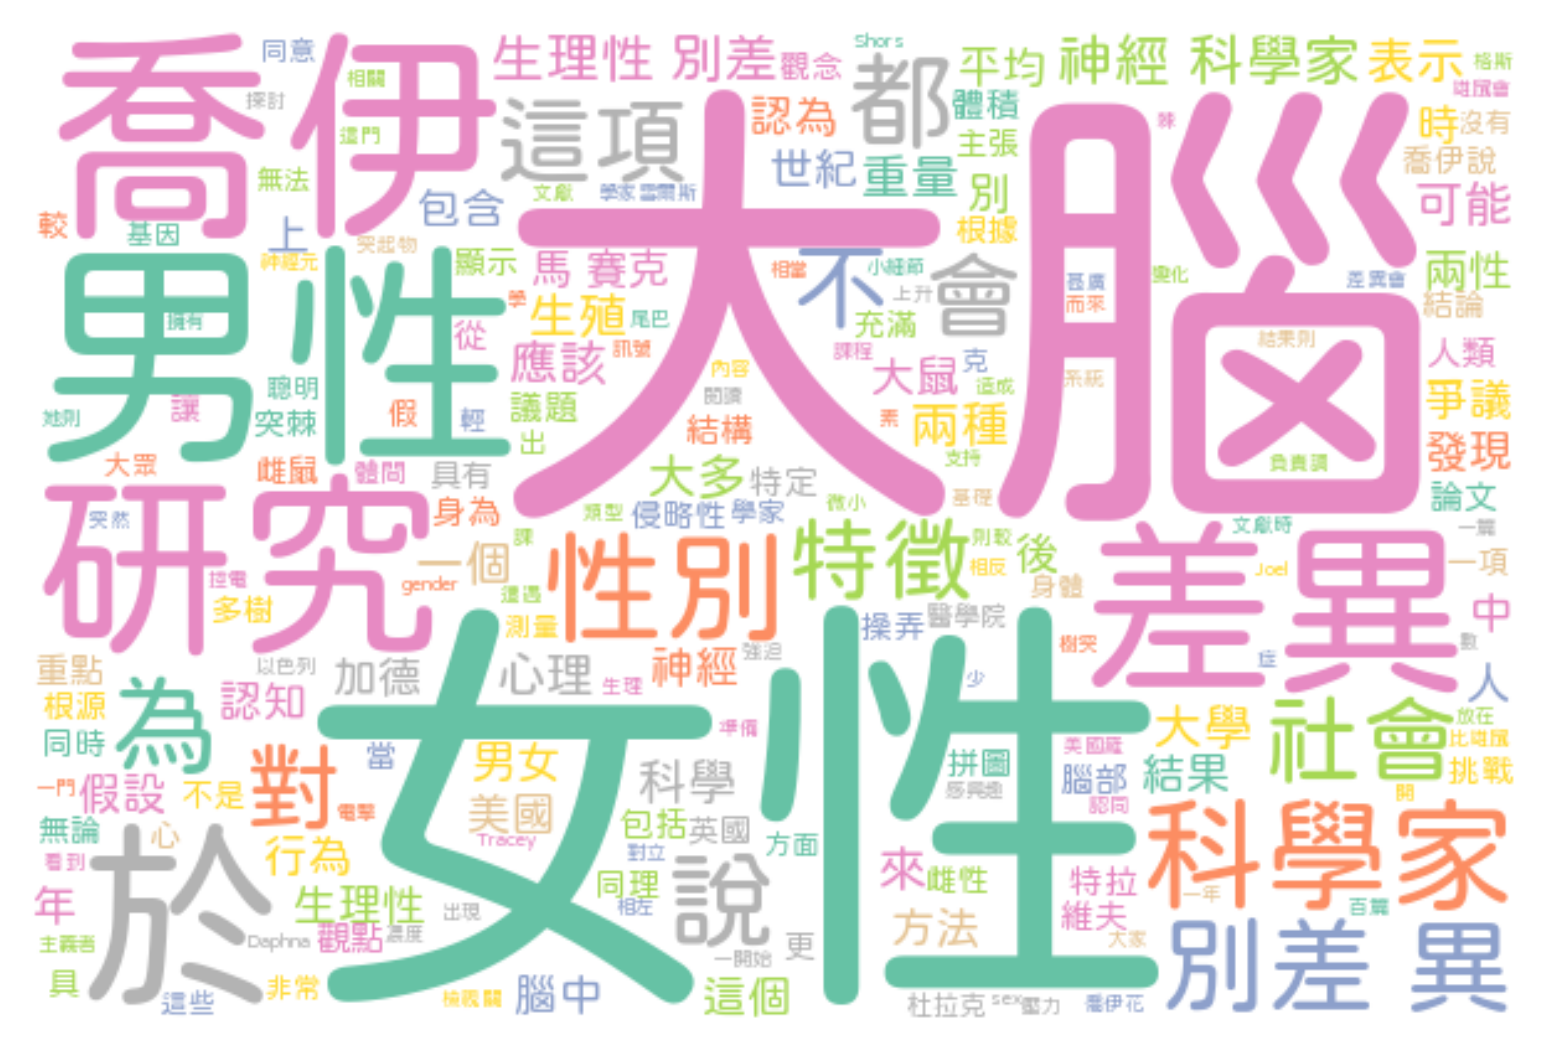 喬伊
同意
相關
探討
這門
生理性 別差
觀念
Shors
都
平均
神經 科學家
表示
格斯
雄鼠會
這項
認為
體積
主張
時
沒有
喬伊說
大腦
無法
包含
文獻
學家 雷爾斯
世紀
重量
別
可能
較
基因
上
突起物
神經元
顯示
馬 賽克
相當
不
小細節
會
根據
甚廣
而來
變化
差異會
兩性
結論
男性
擁有
學
生殖
尾巴
上升
充滿
從
應該
訊號
課程
大鼠
克
造成
系統
結果則
人類
聰明
讓
突棘
她則
假
輕
議題
出
內容
閱讀
結構
素
兩種
支持
爭議
發現
負責調
大眾
雌鼠
體問
具有
大多
特定
基礎
論文
研究
突然
身為
類型
侵略性
學家
微小
文獻時
一篇
控電
多樹
一個
gender
課
遭遇
性別
特徵
則較
相反
後
身體
差異
Joel
一項
中
測量
操弄
醫學院
樹突
症
數
重點
以色列
加德
心理
神經
強迫
生理
女性
少
人
根源
為
認知
準備
大學
社會
放在
比雄鼠
同時
當
男女
美國羅
拼圖
腦部
結果
挑戰
一門
假設
不是
對
電擊
美國
科學
感興趣
認同
開
無論
心
行為
Tracey
包括
英國
對立
方面
科學家
看到
於
年
生理性
出現
同理
相左
說
來
雌性
特拉
維夫
一年
百篇
主義者
Daphna
觀點
濃度
一開始
更
方法
大家
別差 異
具
這些
非常
檢視關
腦中
這個
杜拉克
sex
壓力
喬伊花